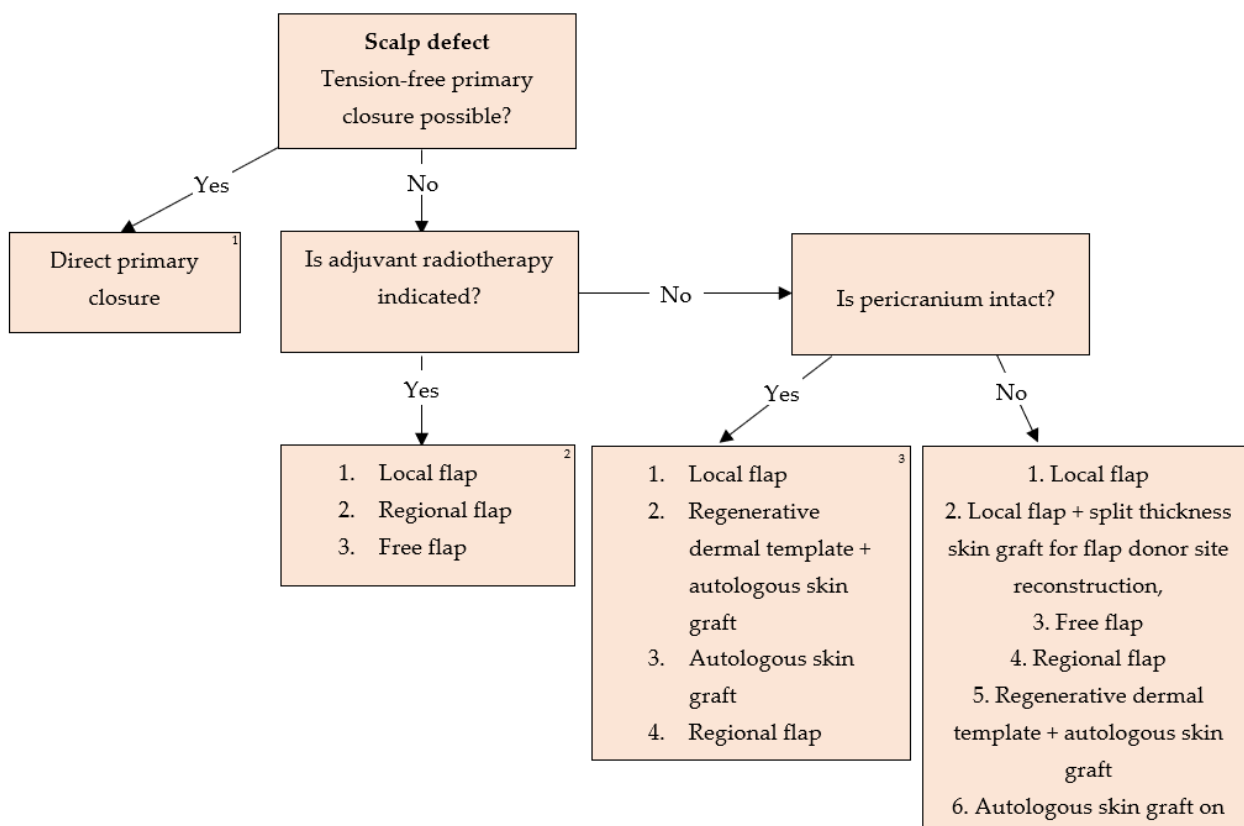 Scalp defect
Tension-free primary
closure possible?
Yes
No
Direct primary
closure
1
Is adjuvant radiotherapy
indicated?
No
Is pericranium intact?
Yes
Yes
No
2
1. Local flap
2. Regional flap
3. Free flap
3
1. Local flap
2. Regenerative
dermal template +
autologous skin
graft
3. Autologous skin
graft
4. Regional flap
1. Local flap
2. Local flap + split thickness
skin graft for flap donor site
reconstruction,
3. Free flap
4. Regional flap
5. Regenerative dermal
template + autologous skin
graft
6. Autologous skin graft on